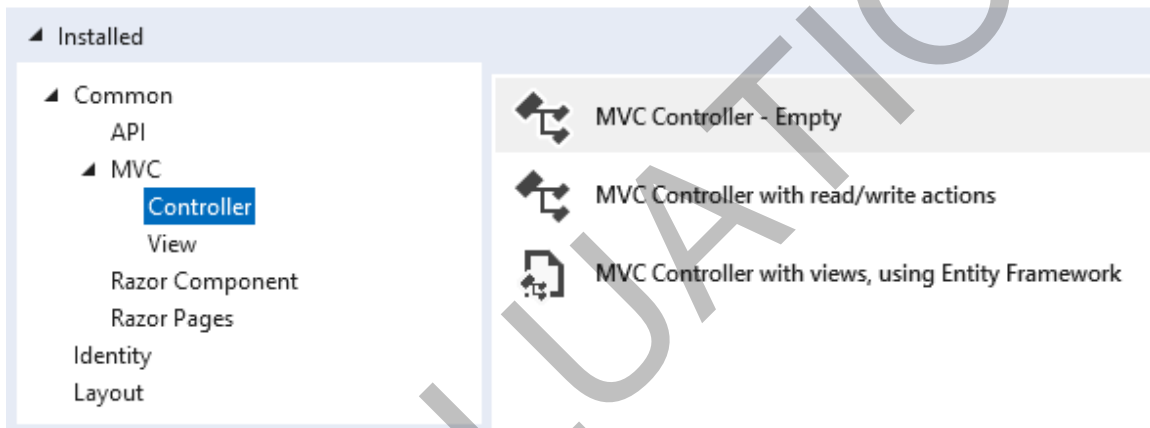 Installed
Common
API
MVC
Controller
View
Razor Component
Razor Pages
Identity
Layout
MVC Controller - Empty
MVC Controller with read/write actions
MVC Controller with views, using Entity Framework